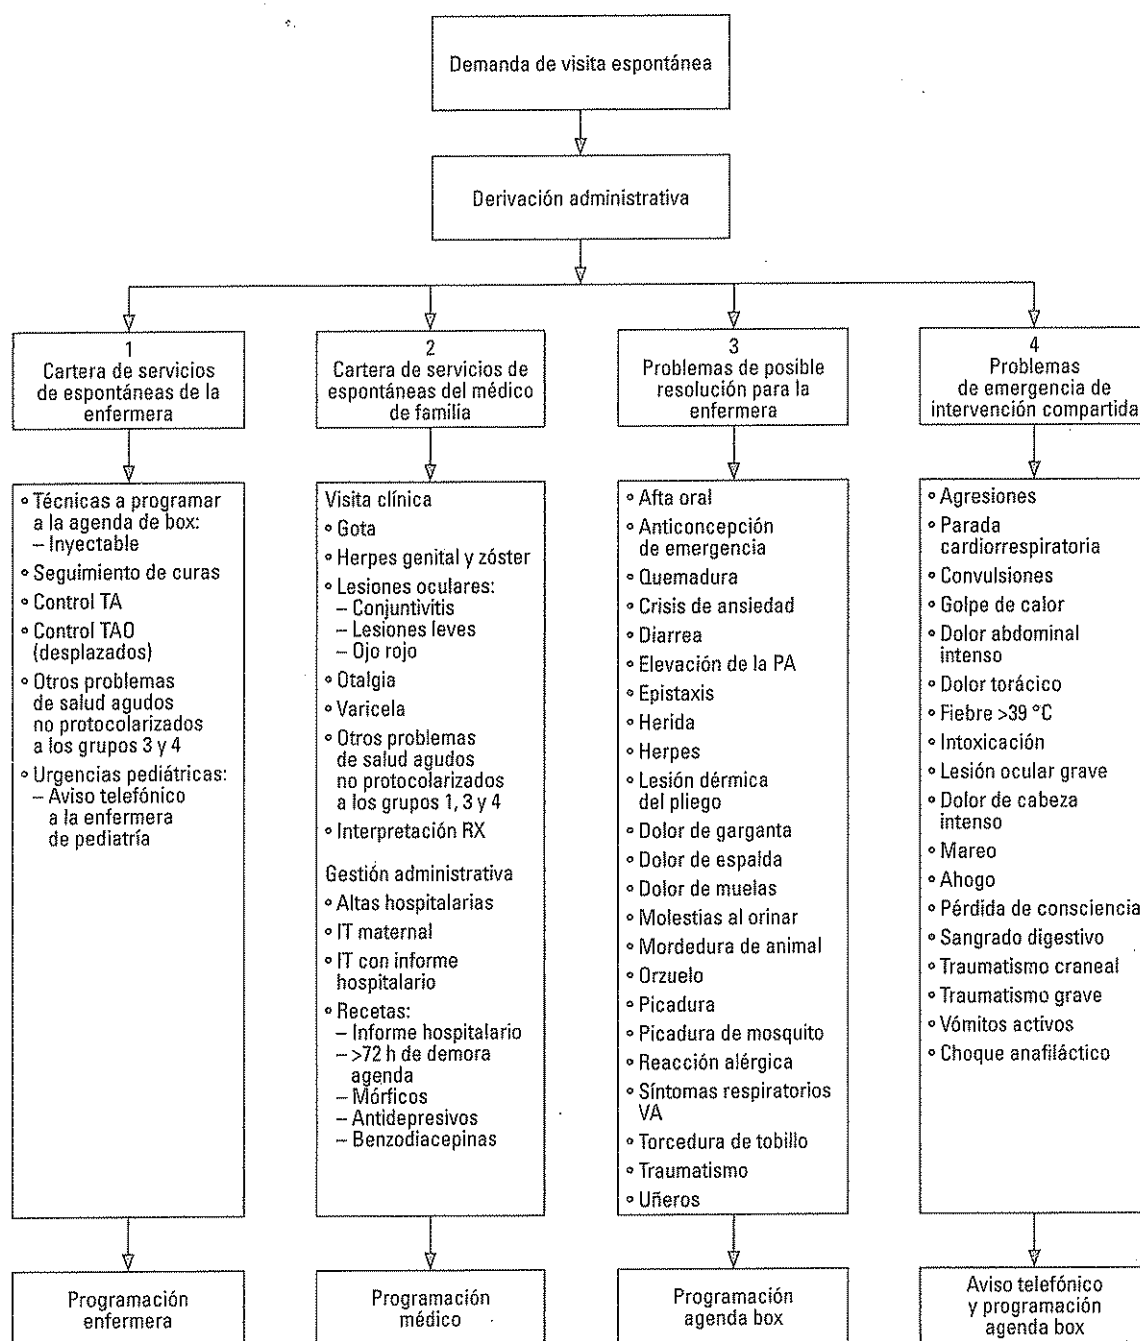 Demanda de visita espontánea
Derivación administrativa
1
Cartera de servicios
de espontáneas de la
enfermera
2
Cartera de servicios de
espontáneas del médico
de familia
3
Problemas de posible
resolución para la
enfermera
4
Problemas
de emergencia de
intervención compartida
° Técnicas a programar
a la agenda de box:
– Inyectable
° Seguimiento de curas
° Control TA
° Control TAO
(desplazados)
° Otros problemas
de salud agudos
no protocolarizados
a los grupos 3 y 4
° Urgencias pediátricas:
– Aviso telefónico
a la enfermera
de pediatría
Visita clínica
° Gota
° Herpes genital y zóster
° Lesiones oculares:
– Conjuntivitis
– Lesiones leves
– Ojo rojo
° Otalgia
° Varicela
° Otros problemas
de salud agudos
no protocolarizados
a los grupos 1, 3 y 4
° Interpretación RX
Gestión administrativa
° Altas hospitalarias
° IT maternal
° IT con informe
hospitalario
° Recetas:
– Informe hospitalario
– >72 h de demora
agenda
– Mórficos
– Antidepresivos
– Benzodiacepinas
° Afta oral
° Anticoncepción
de emergencia
° Quemadura
° Crisis de ansiedad
° Diarrea
° Elevación de la PA
° Epistaxis
° Herida
° Herpes
° Lesión dérmica
del pliego
° Dolor de garganta
° Dolor de espalda
° Dolor de muelas
° Molestias al orinar
° Mordedura de animal
° Orzuelo
° Picadura
° Picadura de mosquito
° Reacción alérgica
° Síntomas respiratorios
VA
° Torcedura de tobillo
° Traumatismo
° Uñeros
° Agresiones
° Parada
cardiorrespiratoria
° Convulsiones
° Golpe de calor
° Dolor abdominal
intenso
° Dolor torácico
° Fiebre >39 °C
° Intoxicación
° Lesión ocular grave
° Dolor de cabeza
intenso
° Mareo
° Ahogo
° Pérdida de consciencia
° Sangrado digestivo
° Traumatismo craneal
° Traumatismo grave
° Vómitos activos
° Choque anafiláctico
Programación
enfermera
Programación
médico
Programación
agenda box
Aviso telefónico
y programación
agenda box